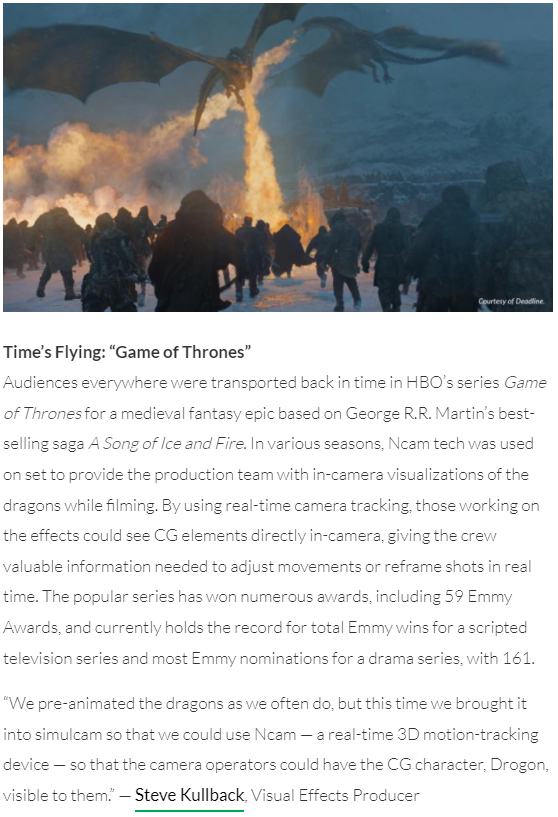 Courtesy of Deadline.
Time’s Flying: “Game of Thrones”
Audiences everywhere were transported back in time in HBO’s series Game
of Thrones for a medieval fantasy epic based on George R.R. Martin’s best-
selling saga A Song of Ice and Fire. In various seasons, Ncam tech was used
on set to provide the production team with in-camera visualizations of the
dragons while filming. By using real-time camera tracking, those working on
the effects could see CG elements directly in-camera, giving the crew
valuable information needed to adjust movements or reframe shots in real
time. The popular series has won numerous awards, including 59 Emmy
Awards, and currently holds the record for total Emmy wins for a scripted
television series and most Emmy nominations for a drama series, with 161.
“We pre-animated the dragons as we often do, but this time we brought it
into simulcam so that we could use Ncam — a real-time 3D motion-tracking
device — so that the camera operators could have the CG character, Drogon,
visible to them.” — Steve Kullback, Visual Effects Producer